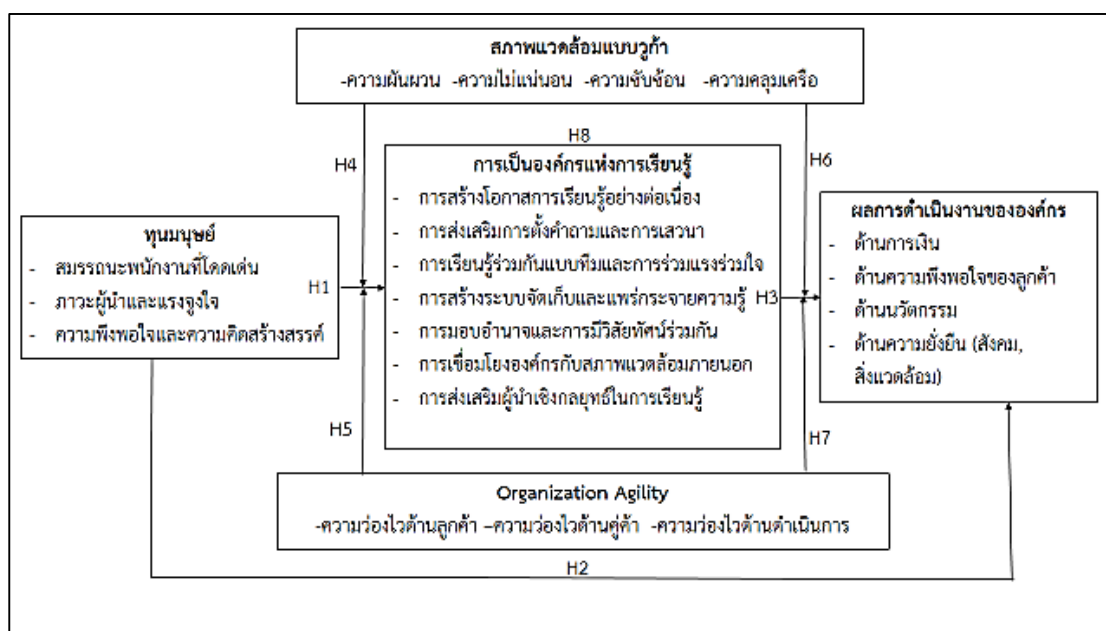 สภาพแวดล้อมแบบวูก้า
-ความผันผวน -ความไม่แน่นอน -ความซับซ้อน -ความคลุมเครือ
H8
H4
H6
การเป็นองค์กรแห่งการเรียนรู้
- การสร้างโอกาสการเรียนรู้อย่างต่อเนื่อง
- การส่งเสริมการตั้งคำถามและการเสวนา
- การเรียนรู้ร่วมกันแบบทีมและการร่วมแรงร่วมใจ
- การสร้างระบบจัดเก็บและแพร่กระจายความรู้
- การมอบอำนาจและการมีวิสัยทัศน์ร่วมกัน
- การเชื่อมโยงองค์กรกับสภาพแวดล้อมภายนอก
- การส่งเสริมผู้นำเชิงกลยุทธ์ในการเรียนรู้
ทุนมนุษย์
- สมรรถนะพนักงานที่โดดเด่น
- ภาวะผู้นำและแรงจูงใจ
- ความพึงพอใจและความคิดสร้างสรรค์
H1
H3
ผลการดำเนินงานขององค์กร
- ด้านการเงิน
- ด้านความพึงพอใจของลูกค้า
- ด้านนวัตกรรม
- ด้านความยั่งยืน (สังคม,
สิ่งแวดล้อม)
H5
H7
Organization Agility
-ความว่องไวด้านลูกค้า –ความว่องไวด้านคู่ค้า -ความว่องไวด้านดำเนินการ
H2